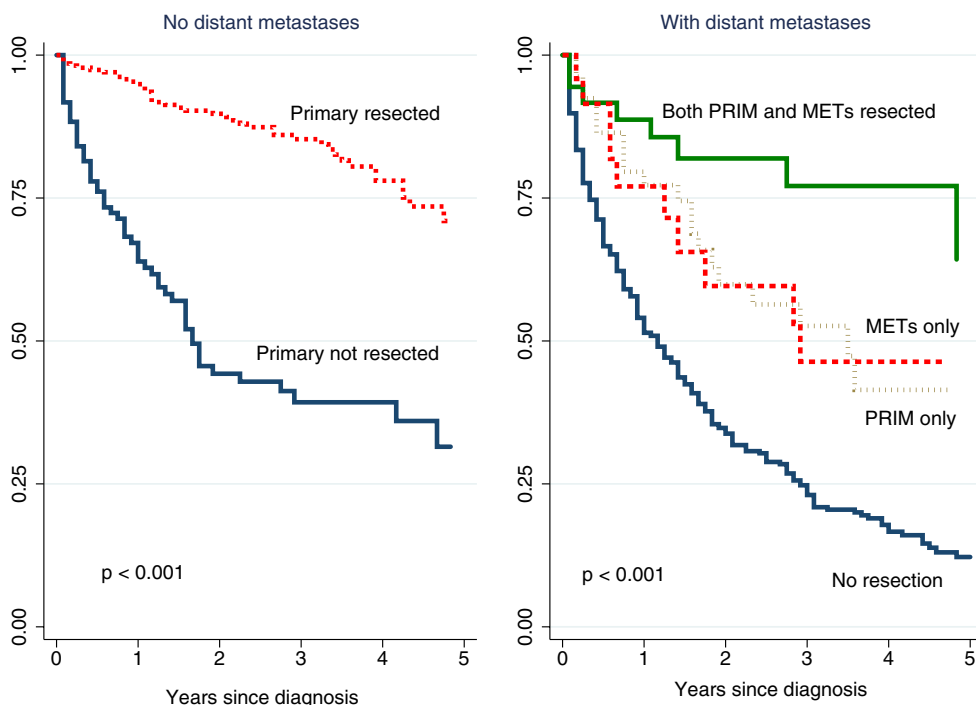 No distant metastases
1.00
0.75
0.50
0.25
0.00
Primary resected
Primary not resected
p < 0.001
0 1 2 3 4 5
Years since diagnosis
With distant metastases
1.00
0.75
0.50
0.25
0.00
Both PRIM and METs resected
METs only
PRIM only
No resection
p < 0.001
0 1 2 3 4 5
Years since diagnosis